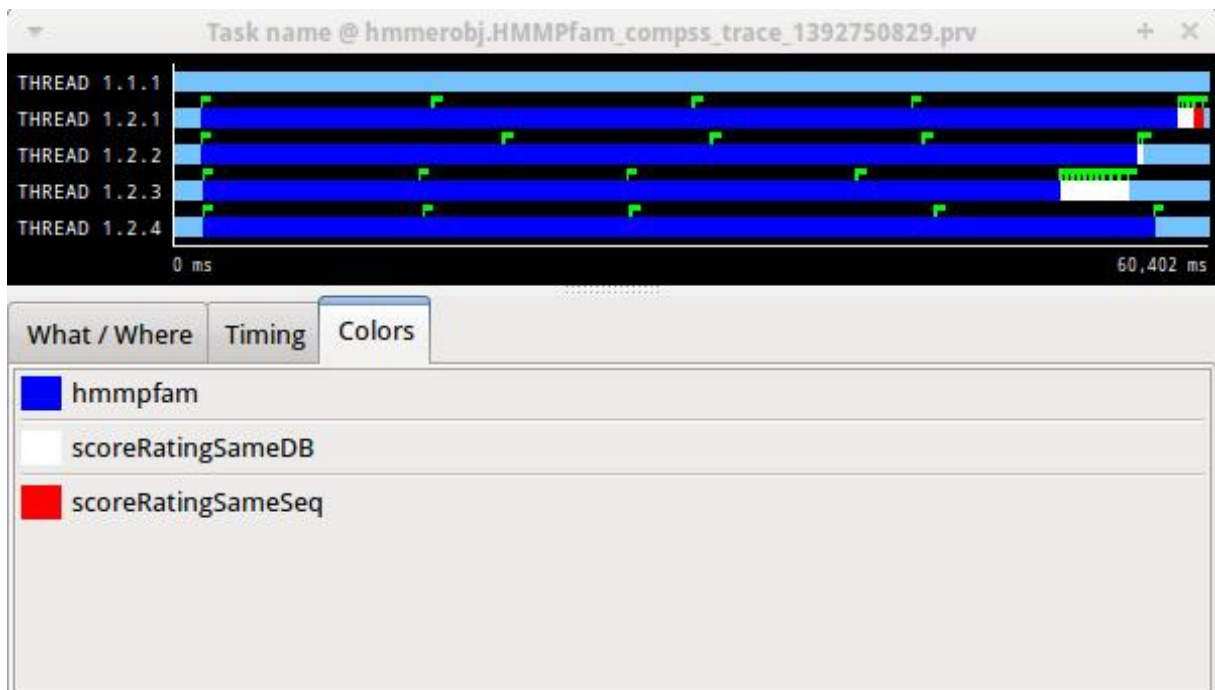 Task name @ hmmerobj.HMMPfam_compss_trace_1392750829.prv
THREAD 1.1.1
THREAD 1.2.1
THREAD 1.2.2
THREAD 1.2.3
THREAD 1.2.4
0 ms 60,402 ms
What / Where Timing Colors
hmmpfam
scoreRatingSameDB
scoreRatingSameSeq